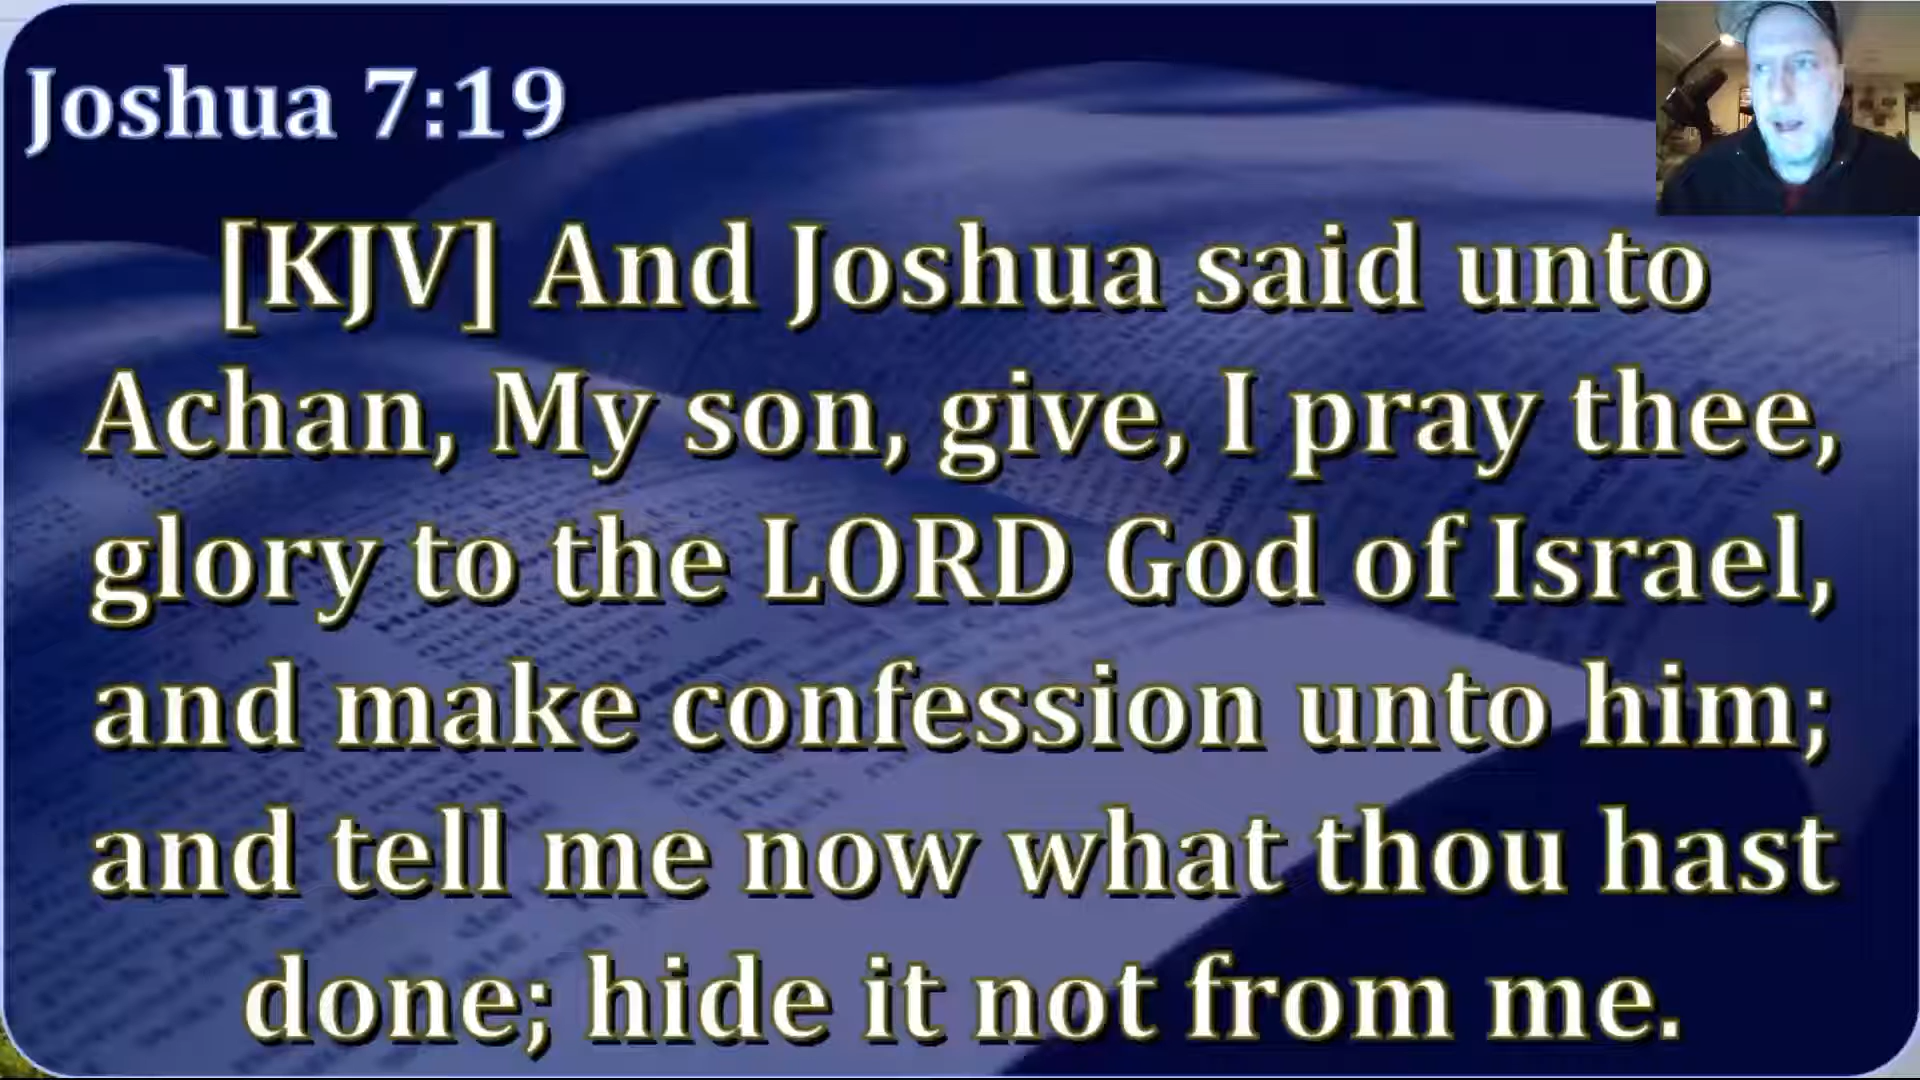 Joshua 7:19
[KJV] And Joshua said unto
Achan, My son, give, I pray thee,
glory to the LORD God of Israel,
and make confession unto him;
and tell me now what thou hast
done; hide it not from me.